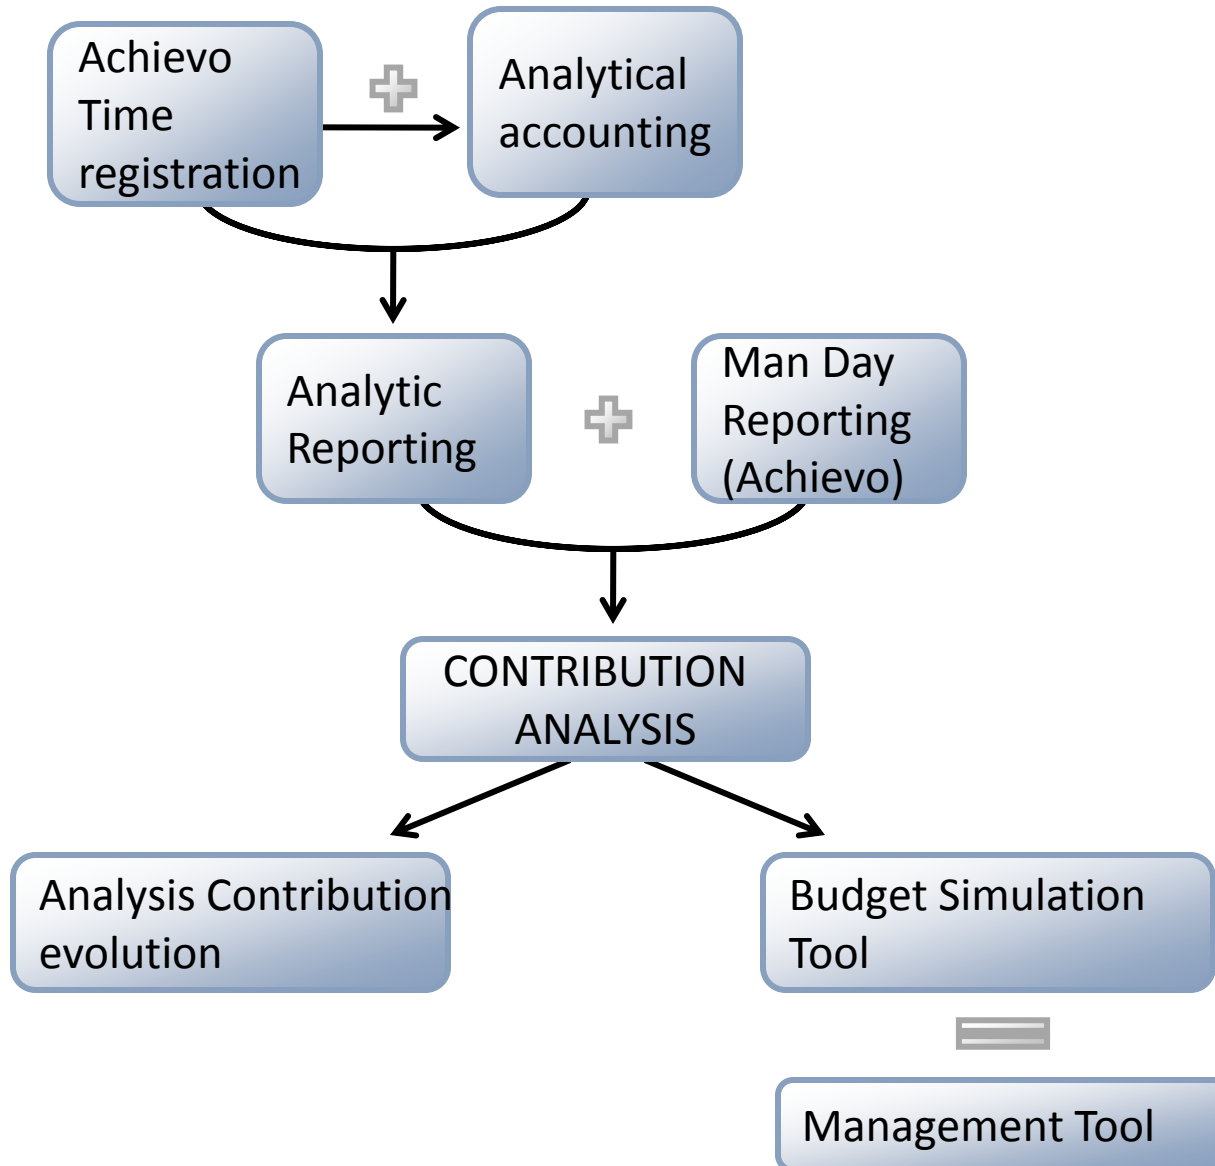 Achievo
Time
registration
Analytical
accounting
Analytic
Reporting
Man Day
Reporting
(Achievo)
CONTRIBUTION
ANALYSIS
Analysis Contribution
evolution
Budget Simulation
Tool
Management Tool